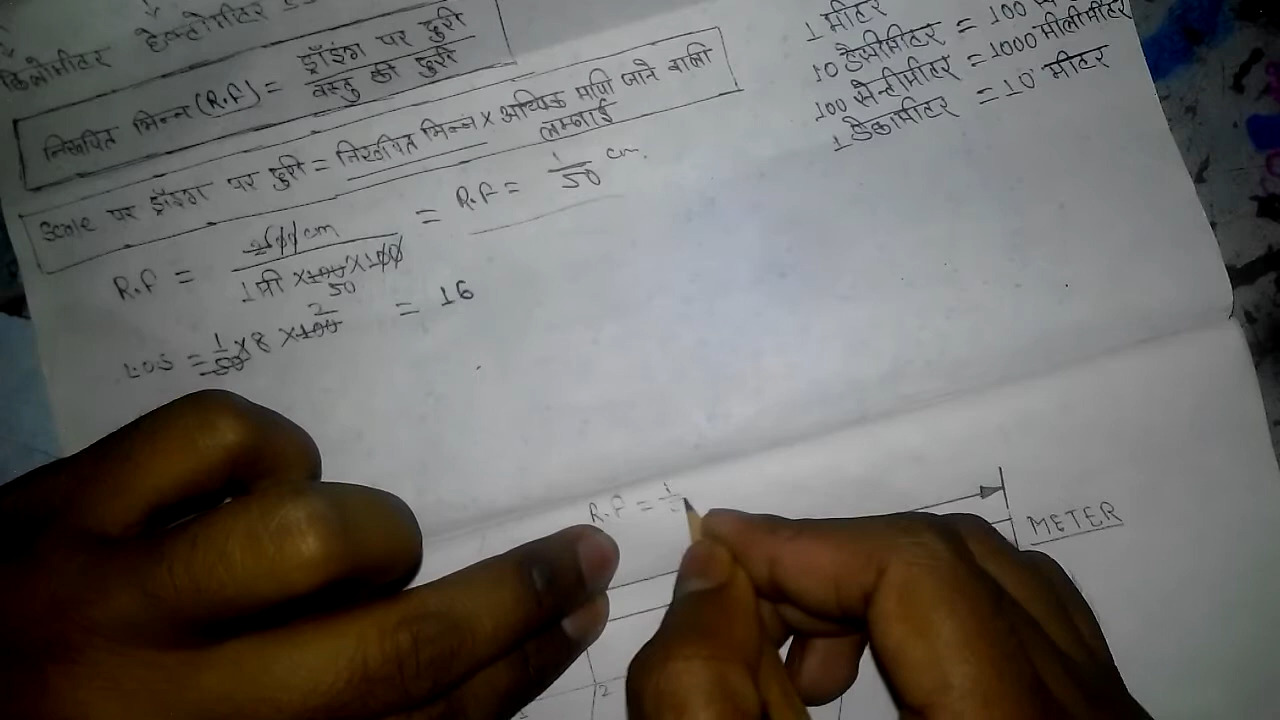 किलोमीटर हेक्टोमीटर
निरूपित भिन्न (R.F) = ड्रॉइंग पर दुरी
वस्तु का दुरी
Scale पर ड्रॉइंग पर दुरी = निरूपित भिन्न × अधिक मापी जाने वाली
लम्बाई
R.F = 200 cm / 1 मी × 100 × 100 = R.F = 1/50 cm.
50
LOS = 1/50 × 8 × 100 = 16
2
1 मीटर
10 डेसीमीटर = 100
100 सेन्टीमीटर = 1000 मीलीमीटर
1 डेकामीटर = 10 मीटर
R.F = 1/
METER
2